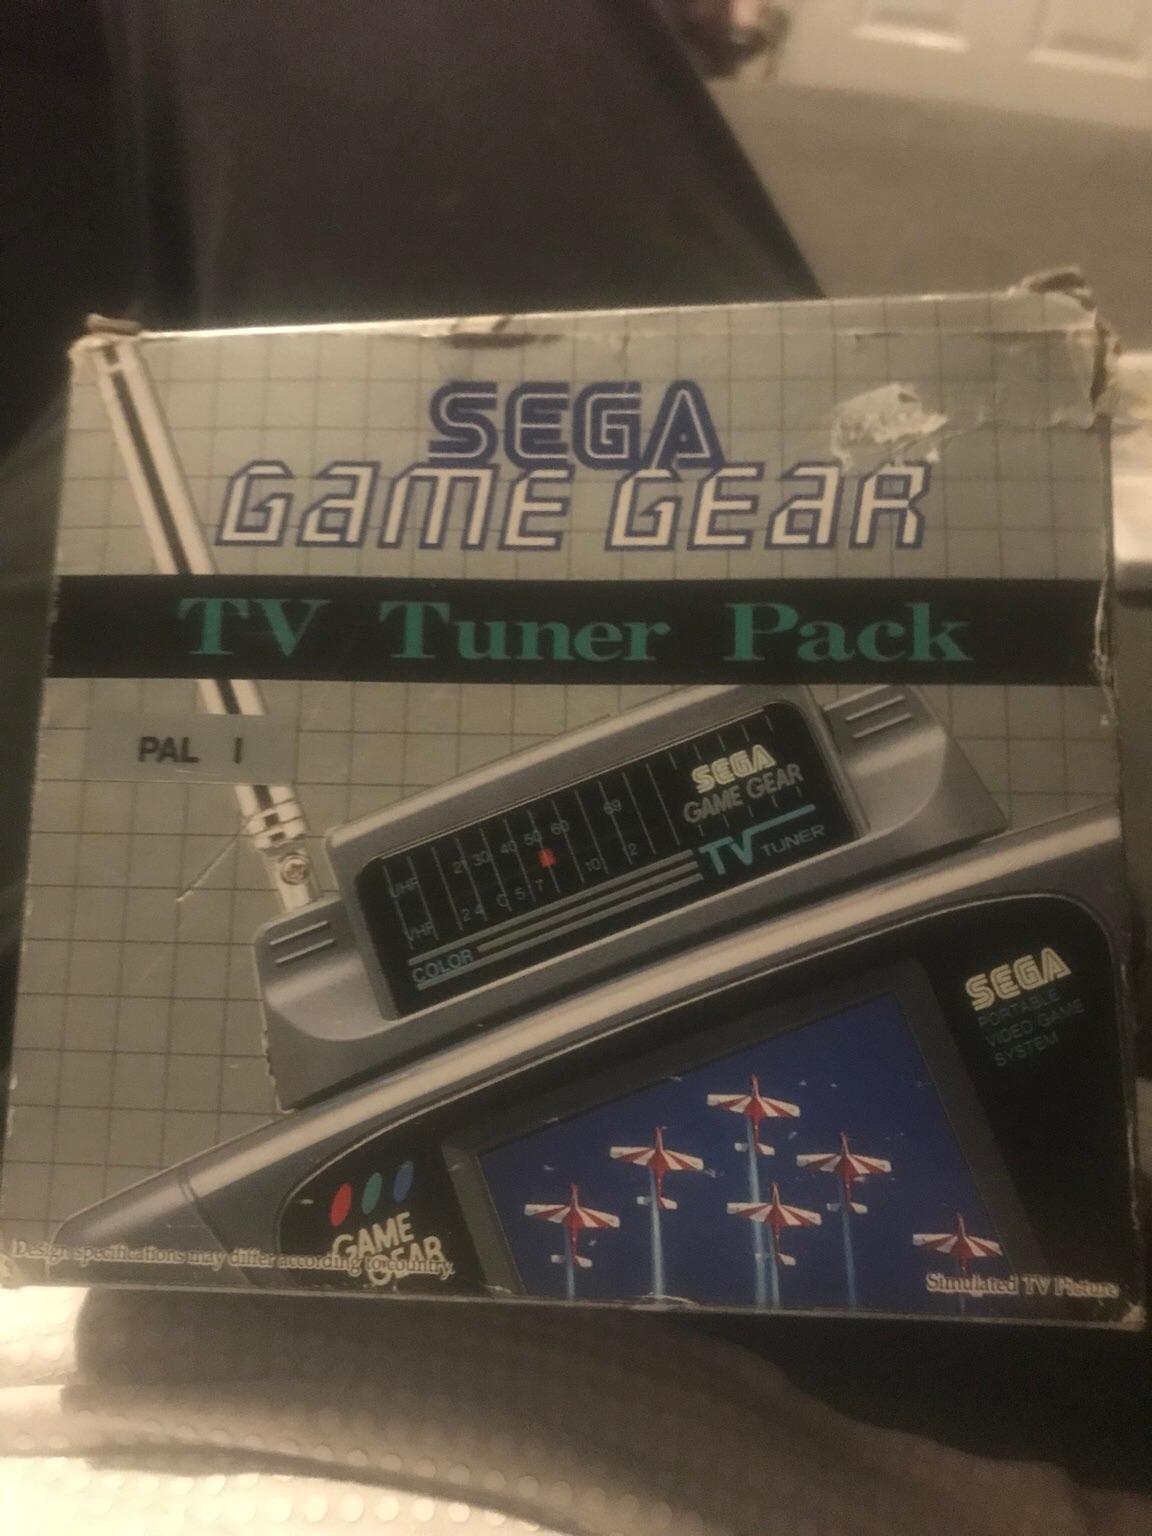 SEGA
GAME GEAR
TV Tuner Pack
PAL I
SEGA
GAME GEAR
TV TUNER
UHF 21 30 40 50 60 69
VHF 2 4 C 5 7 10 12
COLOR
SEGA
PORTABLE
VIDEO GAME
SYSTEM
GAME
GEAR
Design specifications may differ according to country.
Simulated TV Picture